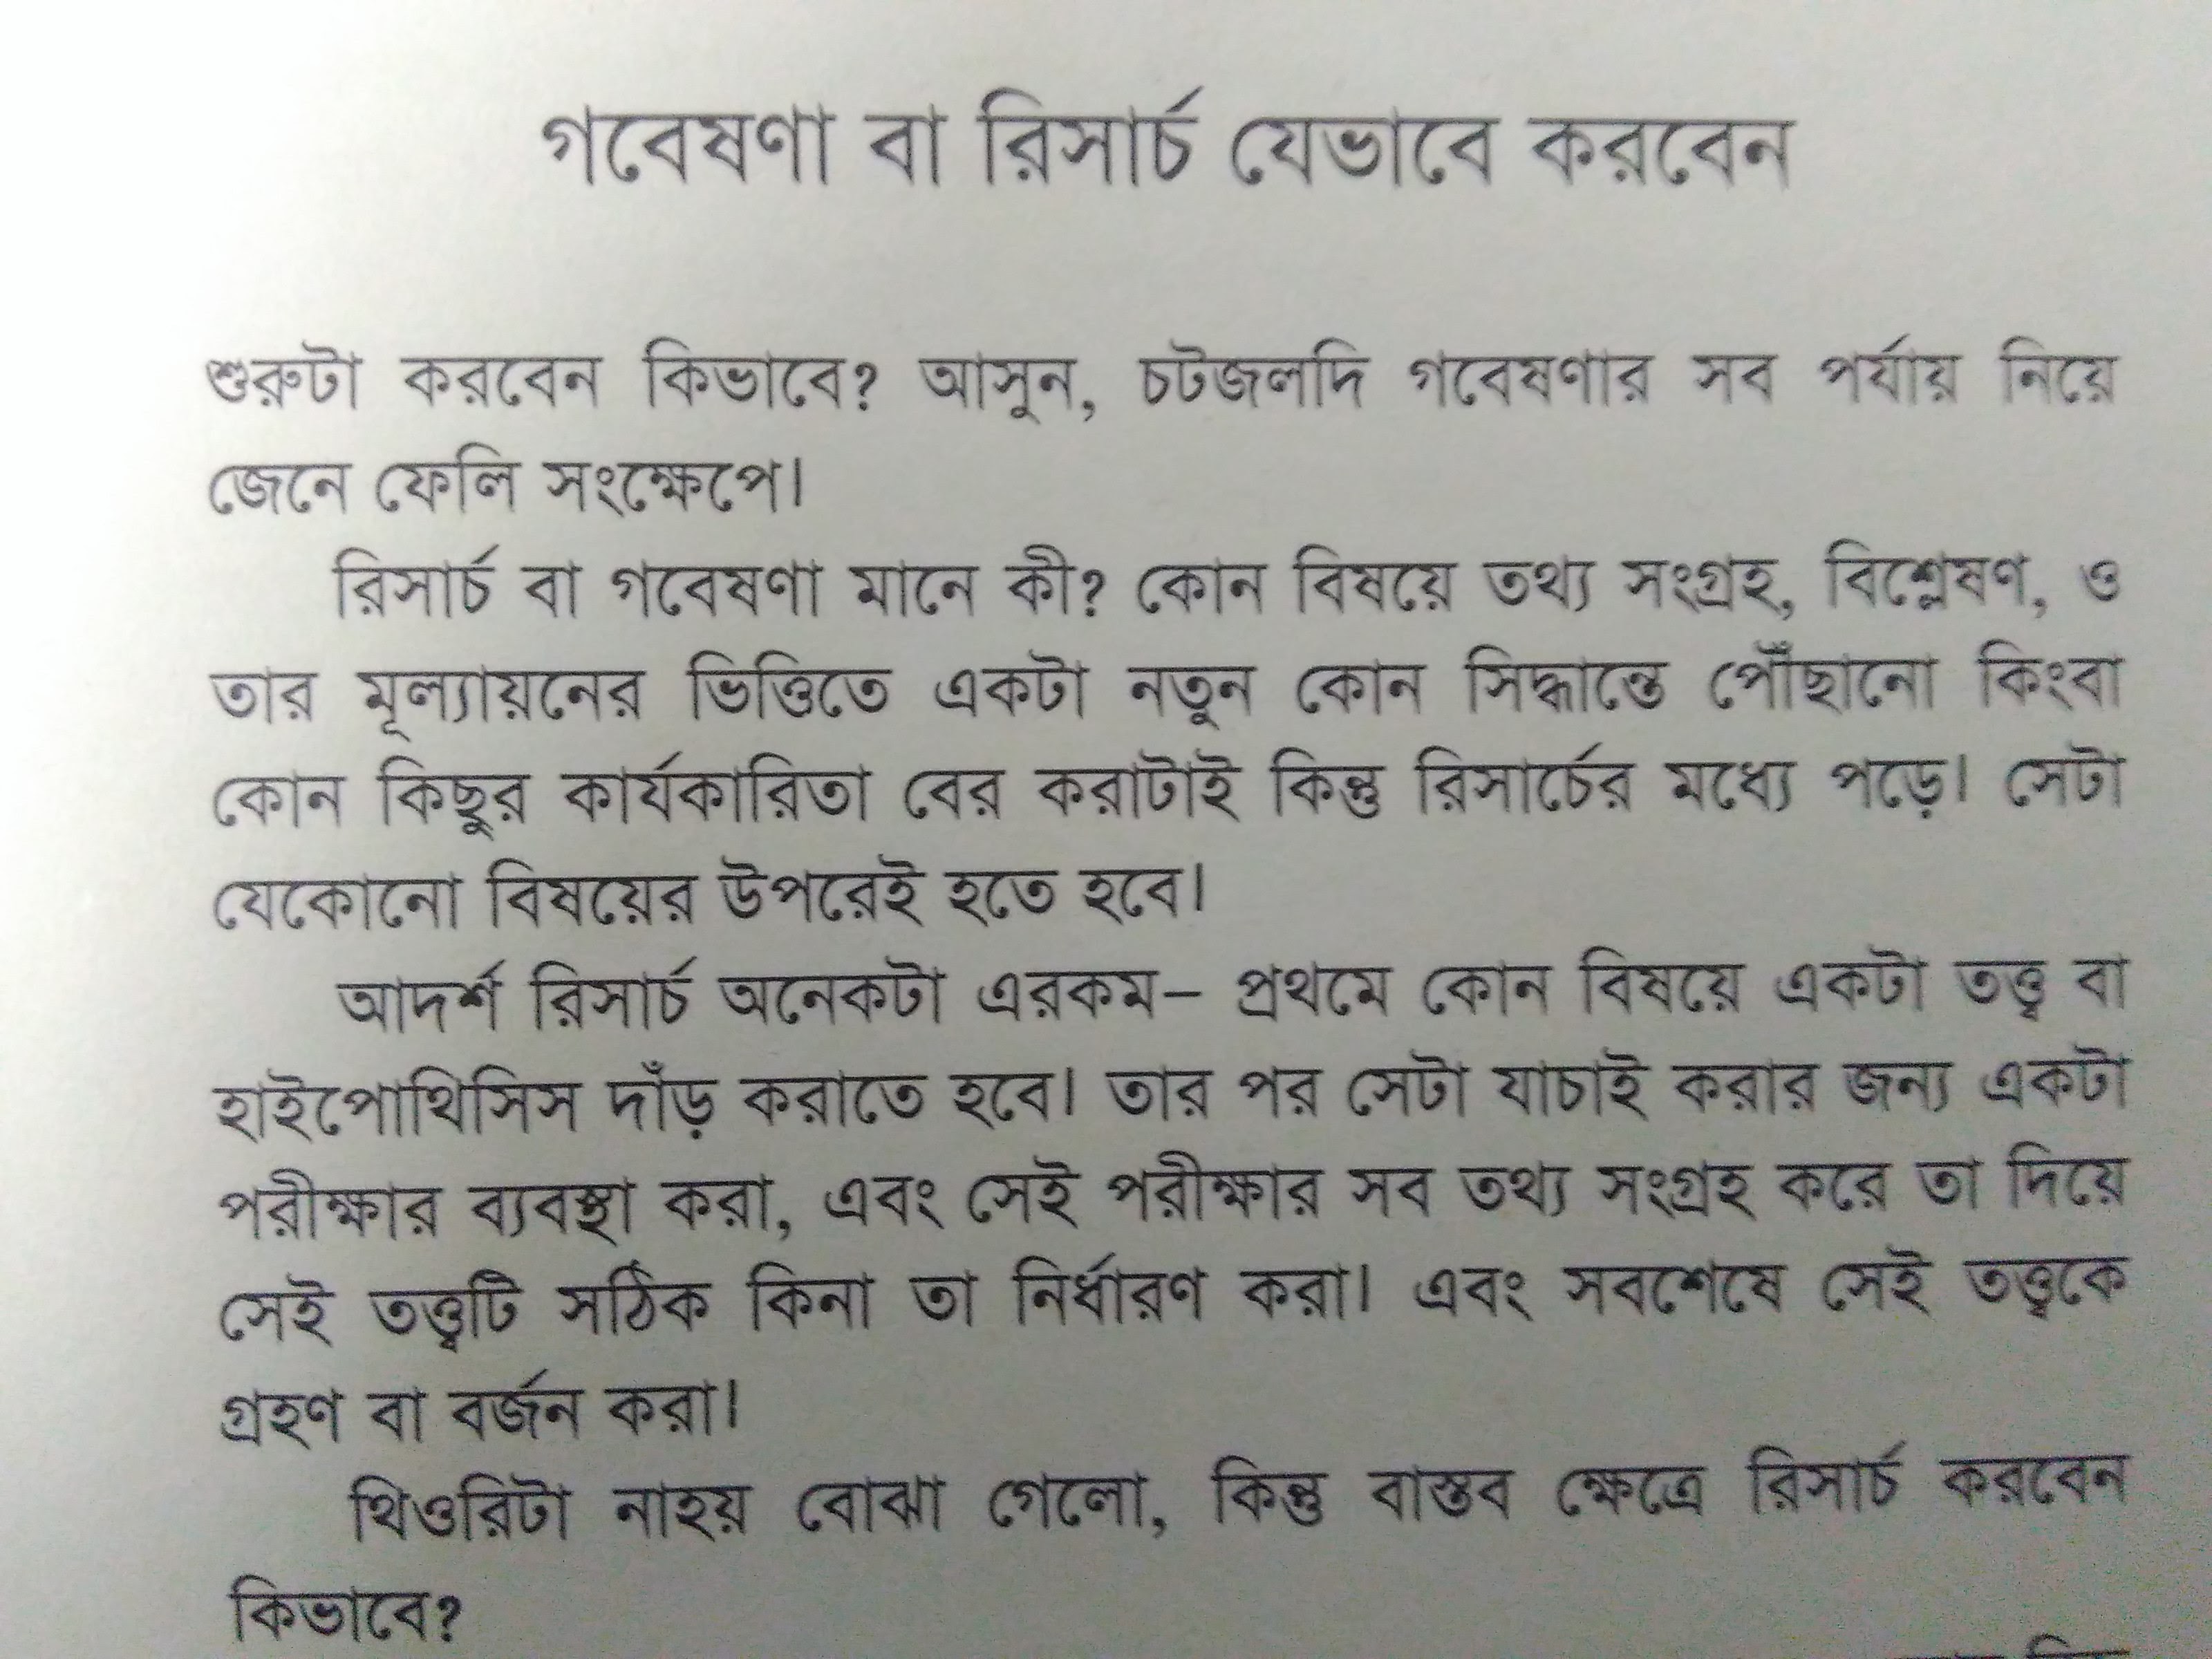 গবেষণা বা রিসার্চ যেভাবে করবেন
শুরুটা করবেন কিভাবে? আসুন, চটজলদি গবেষণার সব পর্যায় নিয়ে
জেনে ফেলি সংক্ষেপে।
রিসার্চ বা গবেষণা মানে কী? কোন বিষয়ে তথ্য সংগ্রহ, বিশ্লেষণ, ও
তার মূল্যায়নের ভিত্তিতে একটা নতুন কোন সিদ্ধান্তে পৌঁছানো কিংবা
কোন কিছুর কার্যকারিতা বের করাটাই কিন্তু রিসার্চের মধ্যে পড়ে। সেটা
যেকোনো বিষয়ের উপরেই হতে হবে।
আদর্শ রিসার্চ অনেকটা এরকম– প্রথমে কোন বিষয়ে একটা তত্ত্ব বা
হাইপোথিসিস দাঁড় করাতে হবে। তার পর সেটা যাচাই করার জন্য একটা
পরীক্ষার ব্যবস্থা করা, এবং সেই পরীক্ষার সব তথ্য সংগ্রহ করে তা দিয়ে
সেই তত্ত্বটি সঠিক কিনা তা নির্ধারণ করা। এবং সবশেষে সেই তত্ত্বকে
গ্রহণ বা বর্জন করা।
থিওরিটা নাহয় বোঝা গেলো, কিন্তু বাস্তব ক্ষেত্রে রিসার্চ করবেন
কিভাবে?